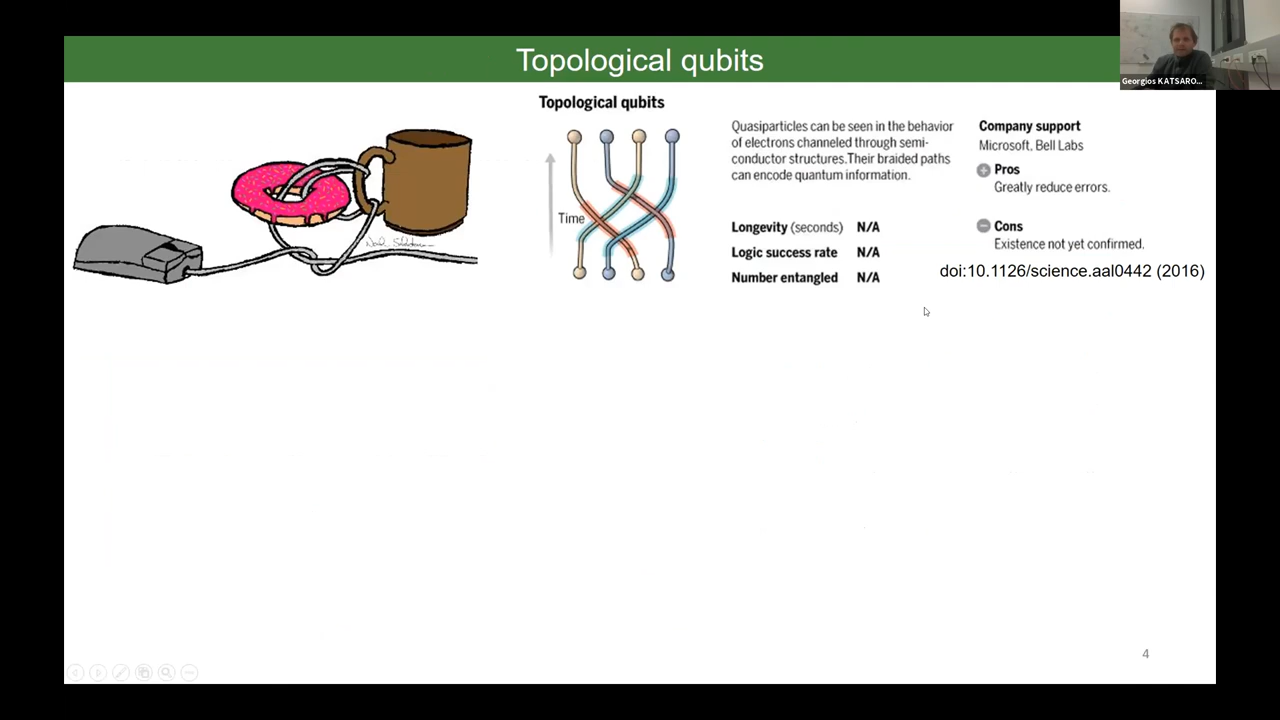 Topological qubits
Georgios KATSARO...
Topological qubits
Time
Quasiparticles can be seen in the behavior
of electrons channeled through semi-
conductor structures.Their braided paths
can encode quantum information.
Longevity (seconds) N/A
Logic success rate N/A
Number entangled N/A
Company support
Microsoft, Bell Labs
Pros
Greatly reduce errors.
Cons
Existence not yet confirmed.
doi:10.1126/science.aal0442 (2016)
4